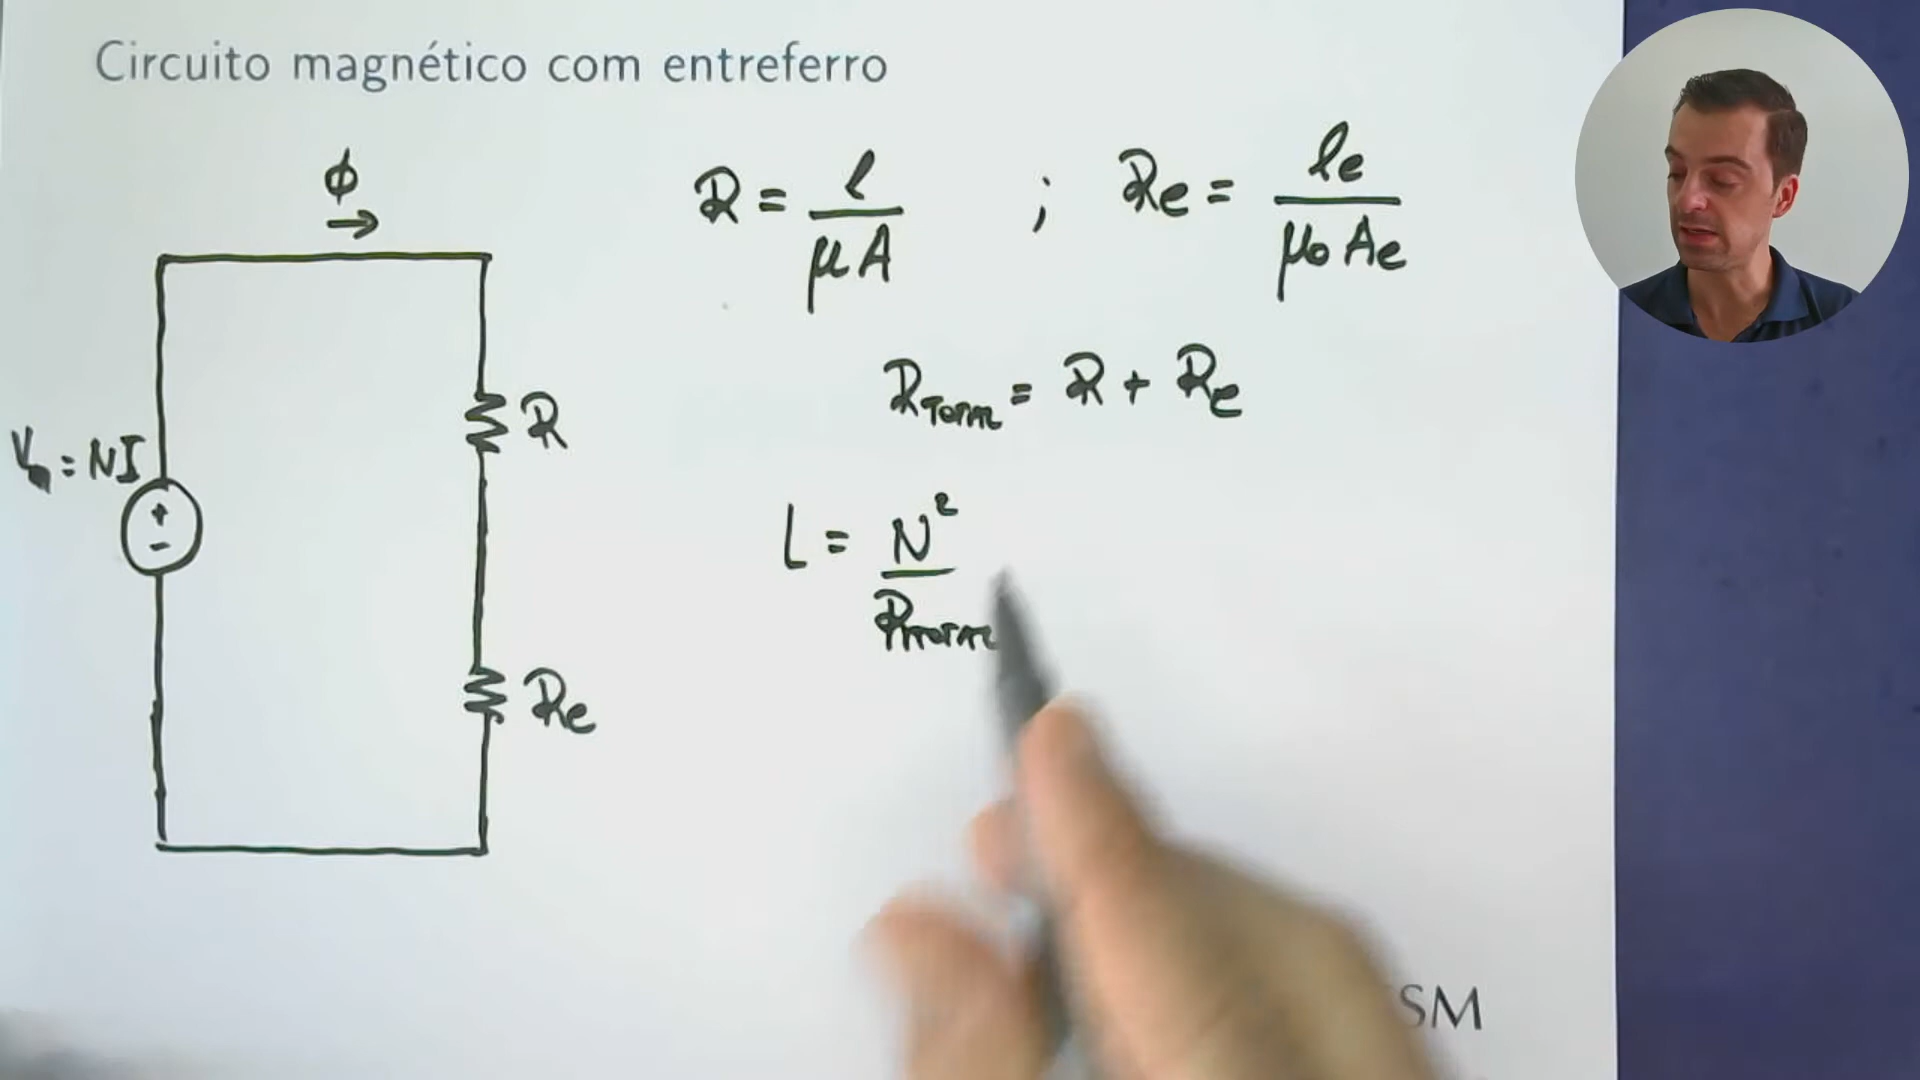 Circuito magnético com entreferro
ϕ
→
R = l / μA ; Re = le / μ0 Ae
RTOTAL = R + Re
R
= NI
+
-
L = N² / RTOTAL
Re
SM